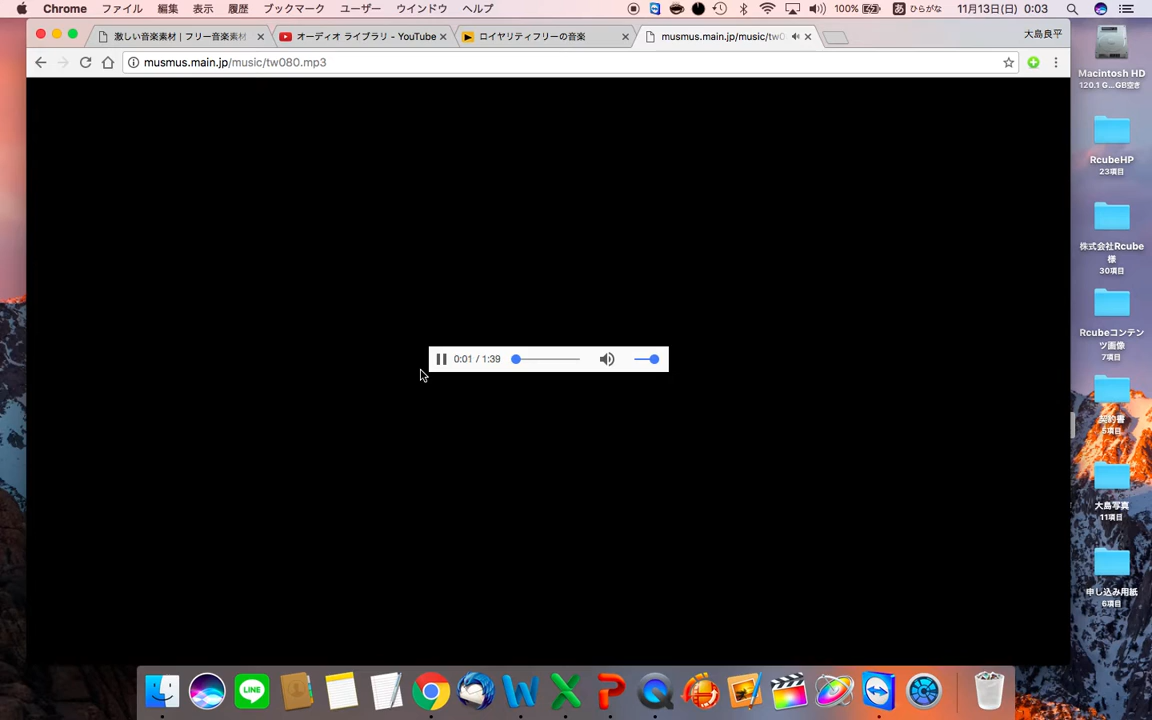 Chrome ファイル 編集 表示 履歴 ブックマーク ユーザー ウインドウ ヘルプ 100% あ ひらがな 11月13日(日) 0:03
激しい音楽素材 | フリー音楽素材
オーディオ ライブラリ - YouTube
ロイヤリティフリーの音楽
musmus.main.jp/music/tw0
大島良平
musmus.main.jp/music/tw080.mp3
0:01 / 1:39
Macintosh HD
120.1 G...GB空き
RcubeHP
23項目
株式会社Rcube
様
30項目
Rcubeコンテン
ツ画像
7項目
契約書
5項目
大島写真
11項目
申し込み用紙
6項目
LINE